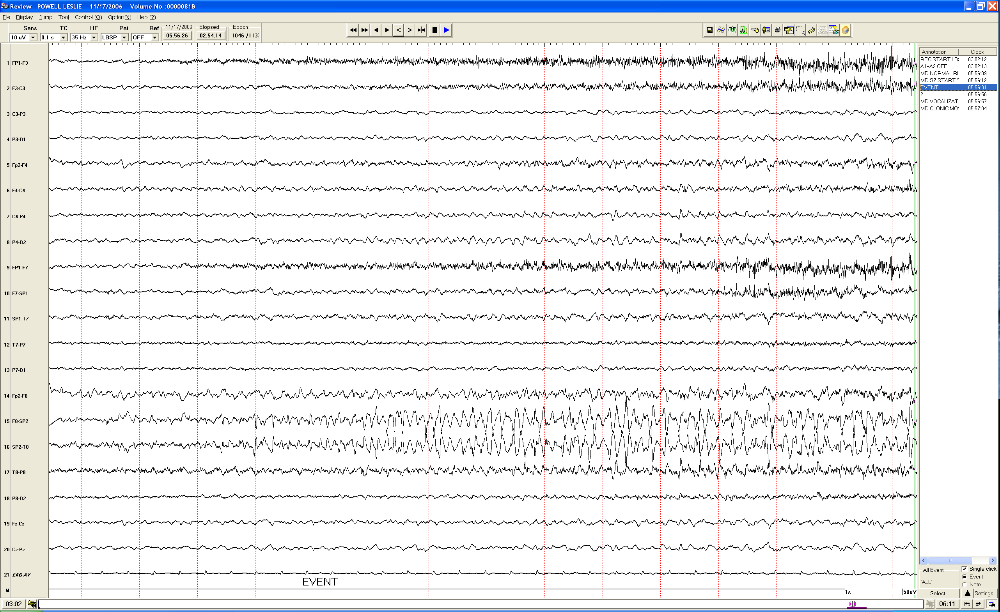 Review POWELL LESLIE 11/17/2006 Volume No. :0000081B
File Display Jump Tool Control (Q) Option(X) Help (?)
Sens TC HF Pat Ref 11/17/2006 Elapsed Epoch
10 uV 0.1 s 35 Hz LBSP OFF 05:56:26 02:54:14 1046 /113
Annotation Clock
REC START LB 03:02:12
A1+A2 OFF 03:02:13
MD NORMAL RH 05:56:09
MD SZ START ? 05:56:12
EVENT 05:56:31
? 05:56:56
MD VOCALIZAT 05:56:57
MD CLONIC MO 05:57:04
1 FP1-F3
2 F3-C3
3 C3-P3
4 P3-O1
5 Fp2-F4
6 F4-C4
7 C4-P4
8 P4-O2
9 FP1-F7
10 F7-SP1
11 SP1-T7
12 T7-P7
13 P7-O1
14 Fp2-F8
15 F8-SP2
16 SP2-T8
17 T8-P8
18 P8-O2
19 Fz-Cz
20 Cz-Pz
21 EKG-AV
EVENT
M
1s 50uV
All Event Single-click
Event
[ALL] Note
Select... Settings...
03:02 06:11